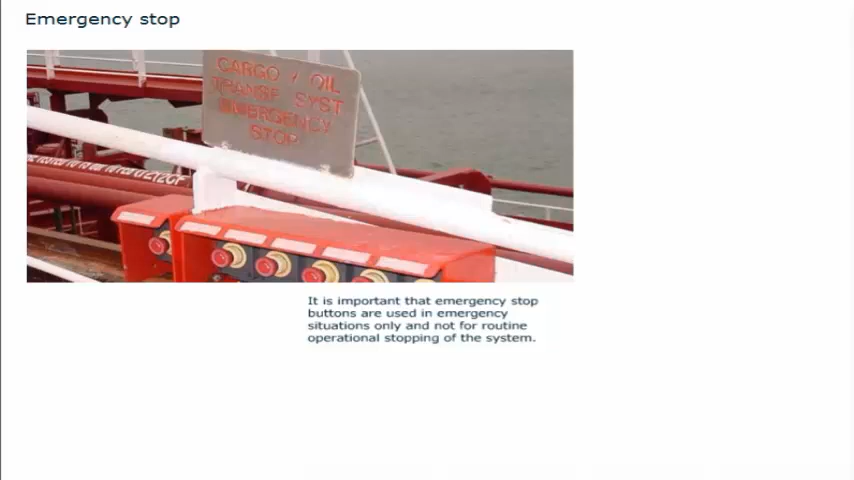 Emergency stop
CARGO / OIL
TRANSF SYST
EMERGENCY
STOP
It is important that emergency stop
buttons are used in emergency
situations only and not for routine
operational stopping of the system.